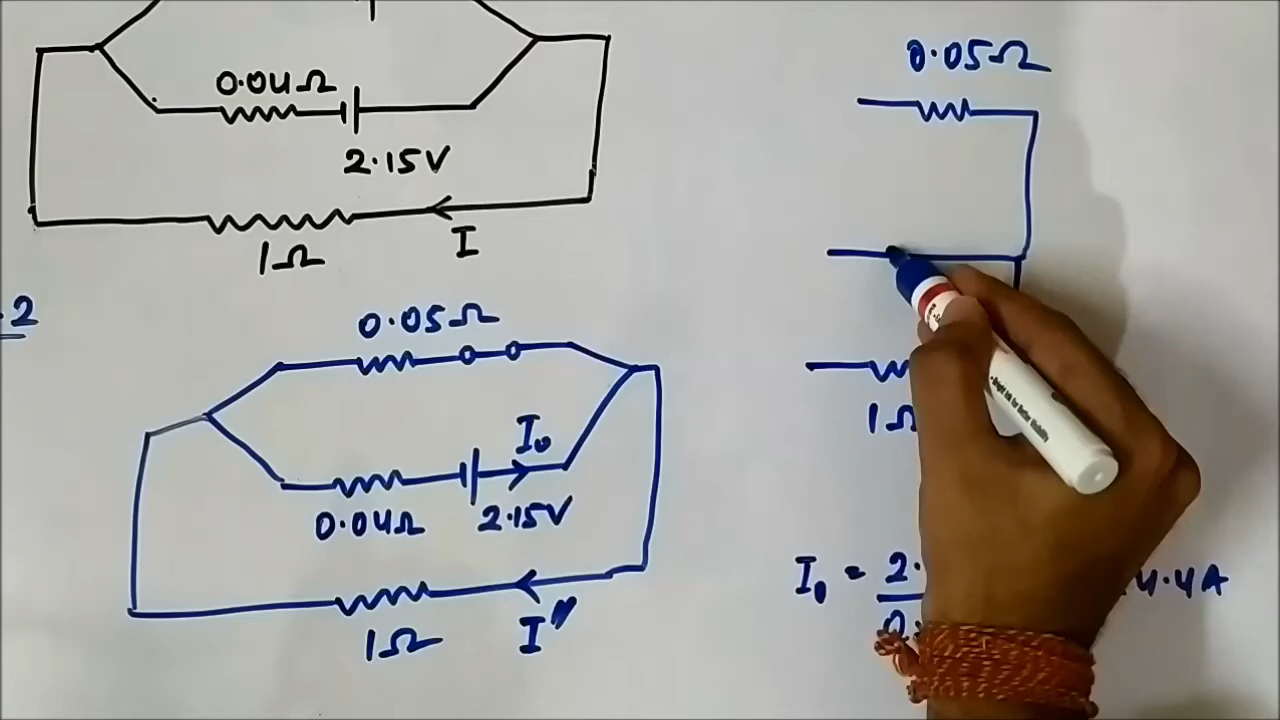 0.04Ω
2.15V
1Ω
I
.2
0.05Ω
I₀
0.04Ω
2.15V
1Ω
I"
0.05Ω
1Ω
I₀ = 2.
0.
4.4A